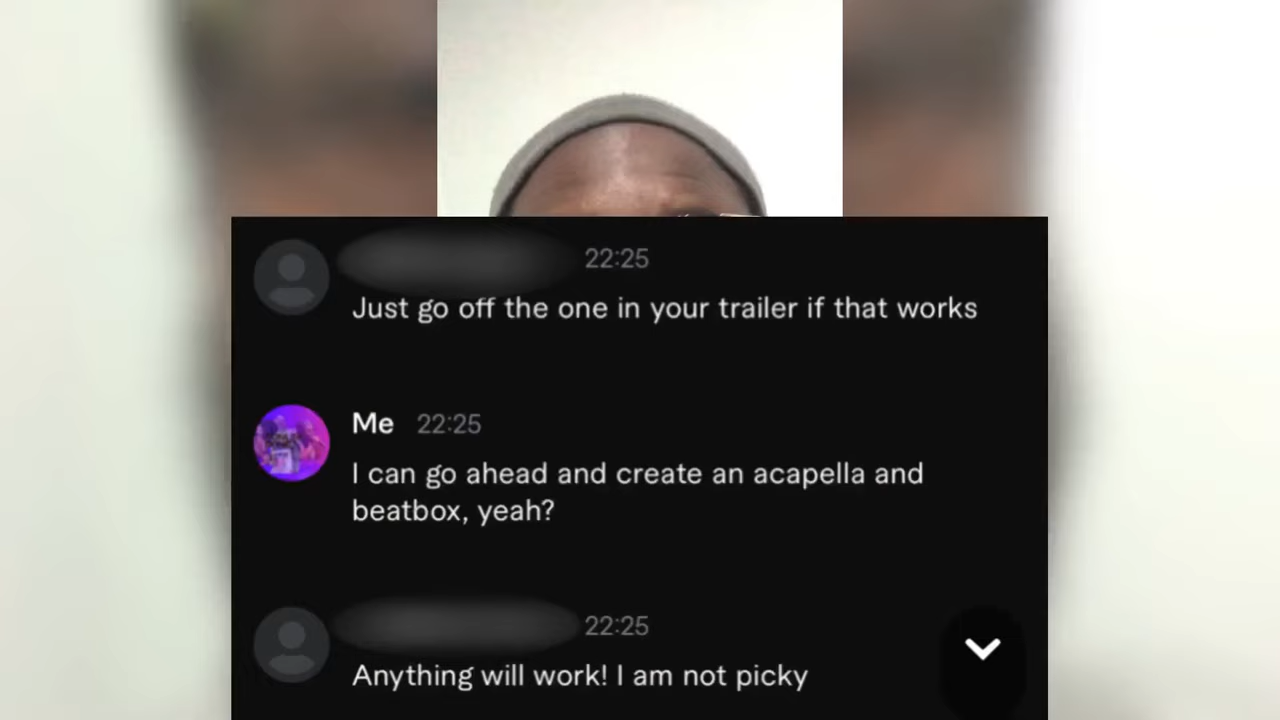 22:25
Just go off the one in your trailer if that works
Me 22:25
I can go ahead and create an acapella and
beatbox, yeah?
22:25
Anything will work! I am not picky